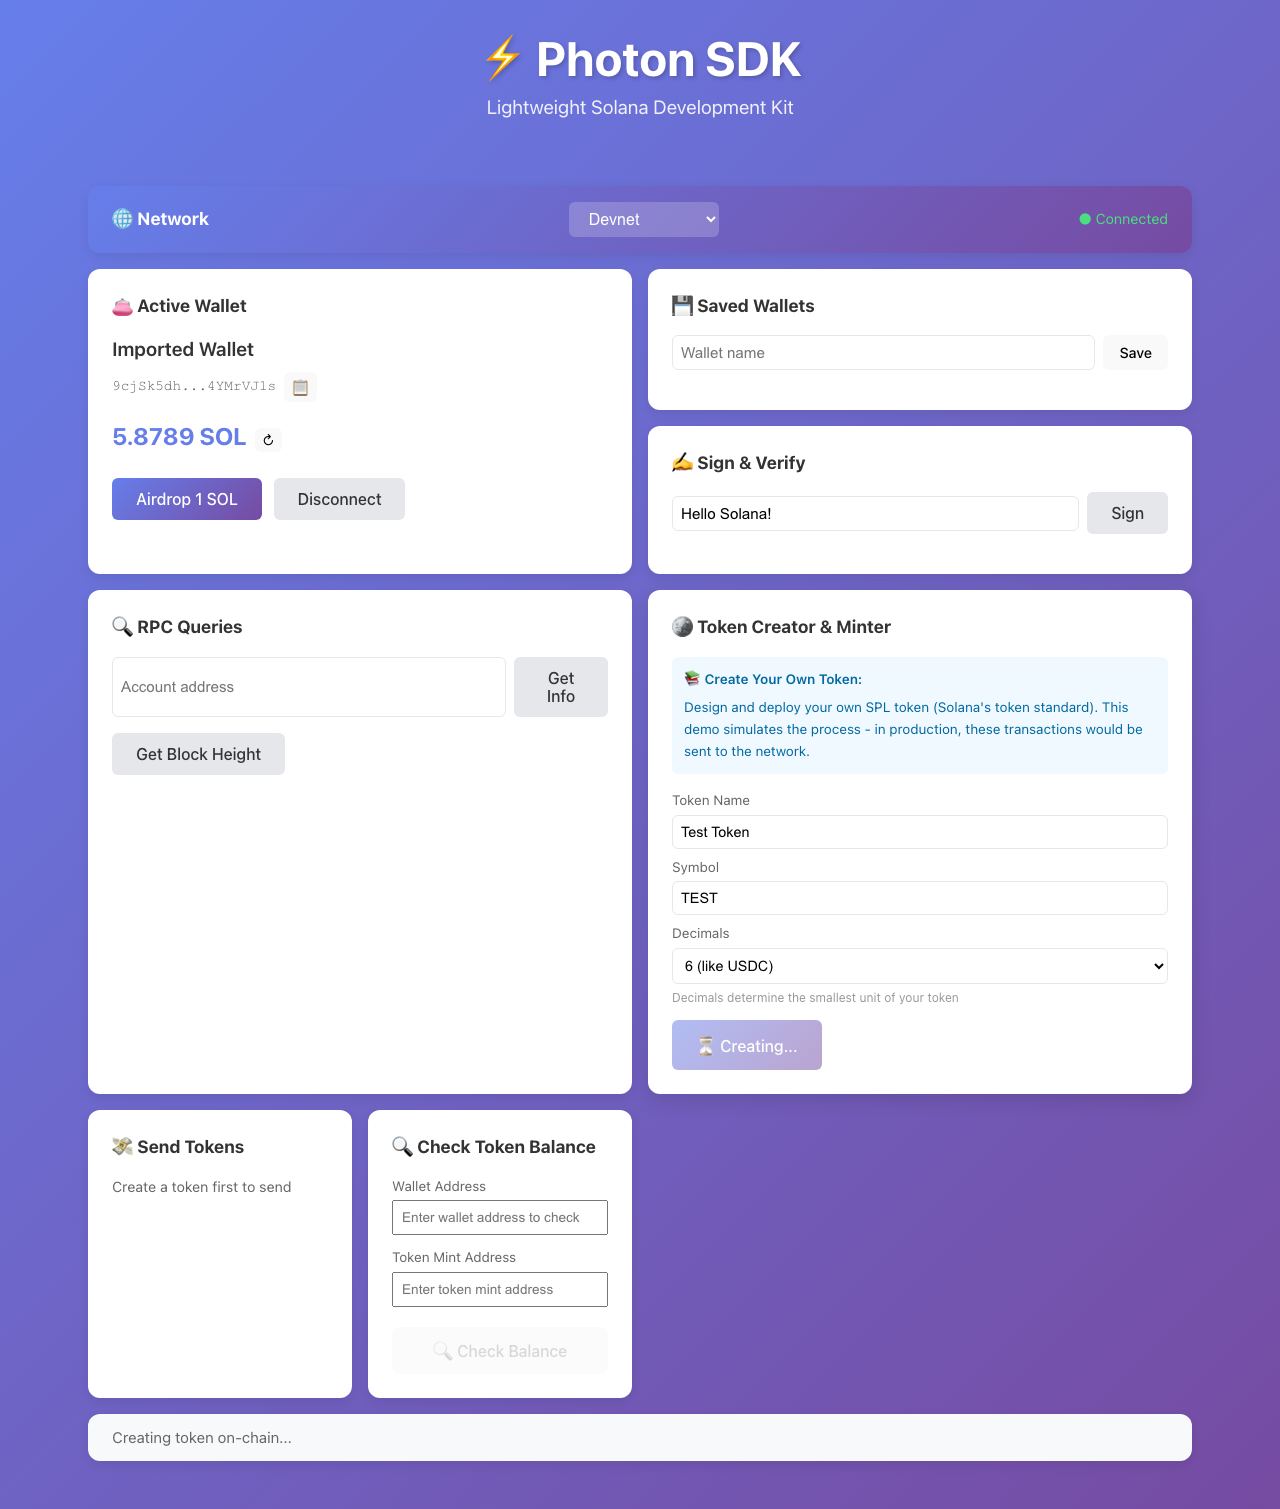 ⚡ Photon SDK
Lightweight Solana Development Kit
🌐 Network
Devnet
● Connected
👛 Active Wallet
Imported Wallet
9cjSk5dh...4YMrVJ1s 📋
5.8789 SOL ↻
Airdrop 1 SOL
Disconnect
💾 Saved Wallets
Wallet name
Save
✍️ Sign & Verify
Hello Solana!
Sign
🔍 RPC Queries
Account address
Get
Info
Get Block Height
🪙 Token Creator & Minter
📚 Create Your Own Token:
Design and deploy your own SPL token (Solana's token standard). This
demo simulates the process - in production, these transactions would be
sent to the network.
Token Name
Test Token
Symbol
TEST
Decimals
6 (like USDC)
Decimals determine the smallest unit of your token
⏳ Creating...
💸 Send Tokens
Create a token first to send
🔍 Check Token Balance
Wallet Address
Enter wallet address to check
Token Mint Address
Enter token mint address
🔍 Check Balance
Creating token on-chain...